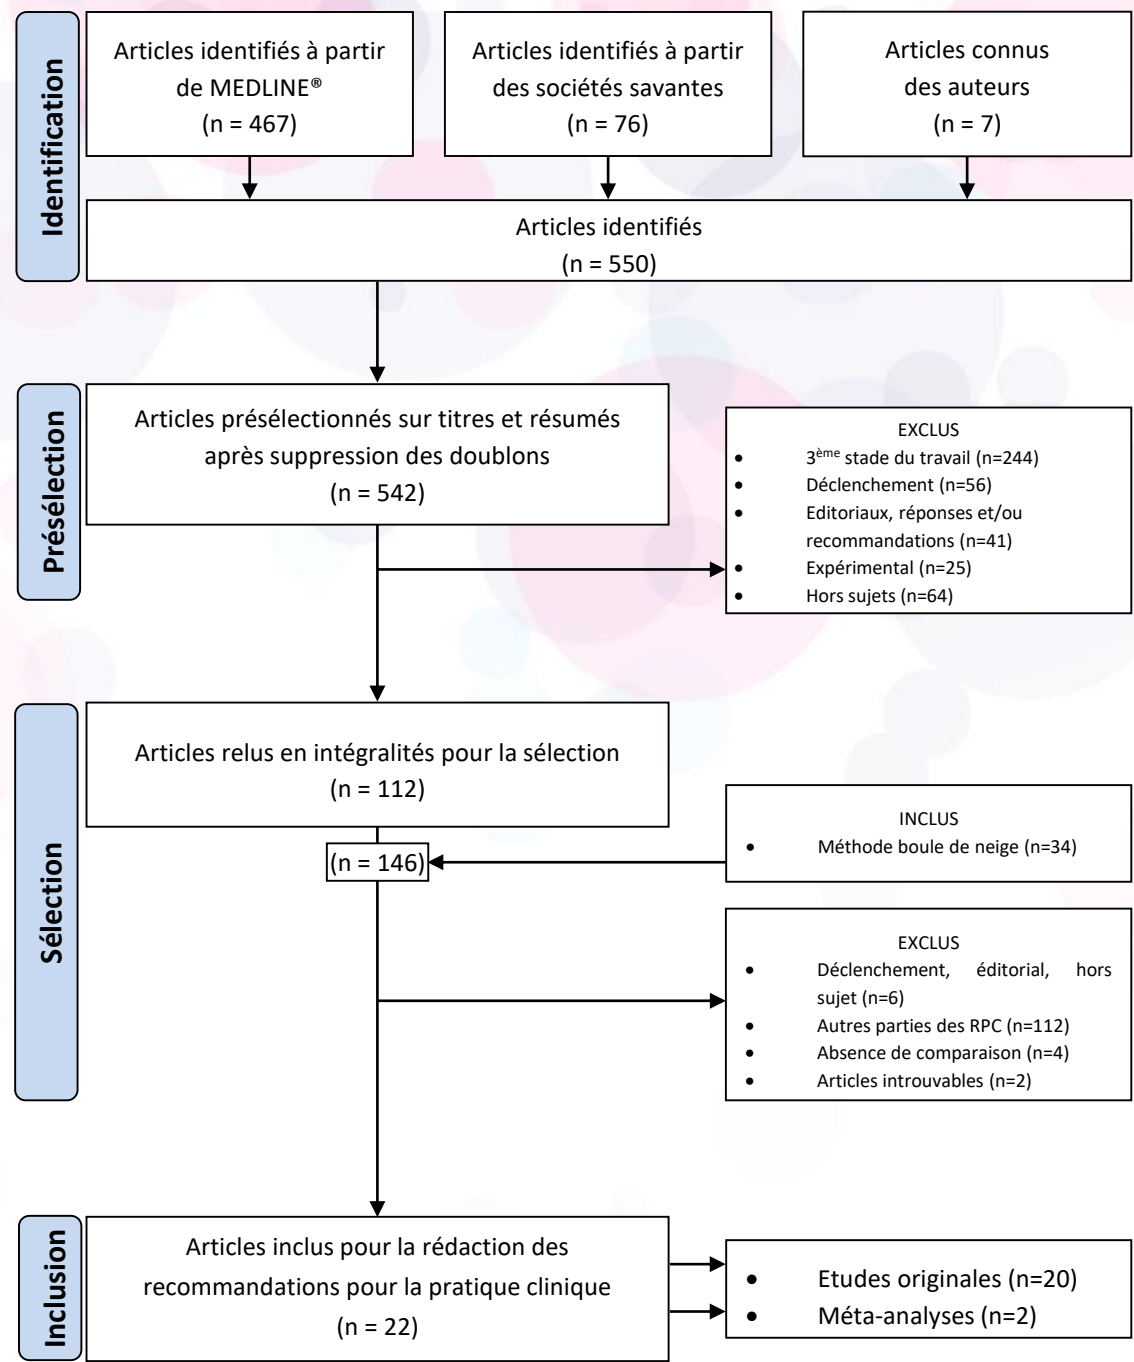 Identification
Articles identifiés à partir
de MEDLINE®
(n = 467)
Articles identifiés à partir
des sociétés savantes
(n = 76)
Articles connus
des auteurs
(n = 7)
Articles identifiés
(n = 550)
Présélection
Articles présélectionnés sur titres et résumés
après suppression des doublons
(n = 542)
EXCLUS
• 3ème stade du travail (n=244)
• Déclenchement (n=56)
• Editoriaux, réponses et/ou
recommandations (n=41)
• Expérimental (n=25)
• Hors sujets (n=64)
Sélection
Articles relus en intégralités pour la sélection
(n = 112)
INCLUS
• Méthode boule de neige (n=34)
(n = 146)
EXCLUS
• Déclenchement, éditorial, hors
sujet (n=6)
• Autres parties des RPC (n=112)
• Absence de comparaison (n=4)
• Articles introuvables (n=2)
Inclusion
Articles inclus pour la rédaction des
recommandations pour la pratique clinique
(n = 22)
• Etudes originales (n=20)
• Méta-analyses (n=2)